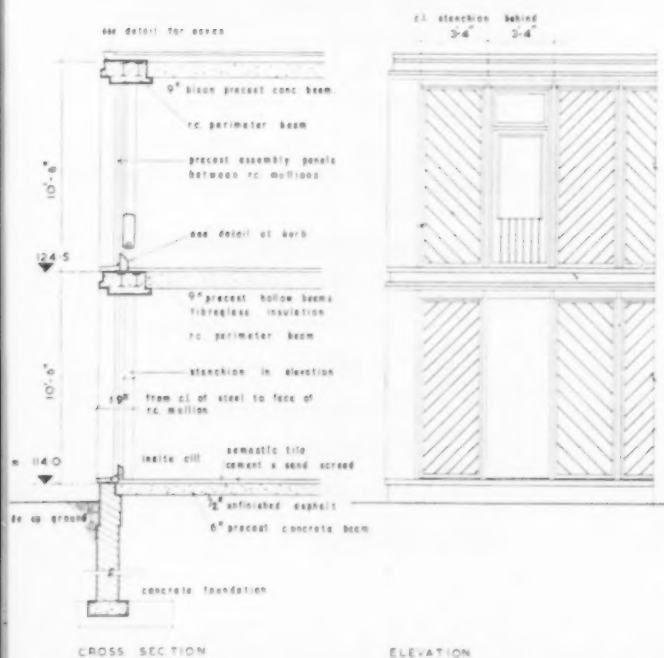 c.l. stanchion behind
3'-4" 3'-4"
see detail for eaves
9" bison precast conc beam
r.c. perimeter beam
precast assembly panels
between r.c. mullions
10'-6"
see detail at kerb
124·5
9" precast hollow beams
fibreglass insulation
r.c. perimeter beam
stanchion in elevation
10'-6"
from c.l. of steel to face of
r.c. mullion
insitu cill
semastic tile
cement & sand screed
114·0
unfinished asphalt
6" precast concrete beam
ground
concrete foundation
CROSS SECTION
ELEVATION